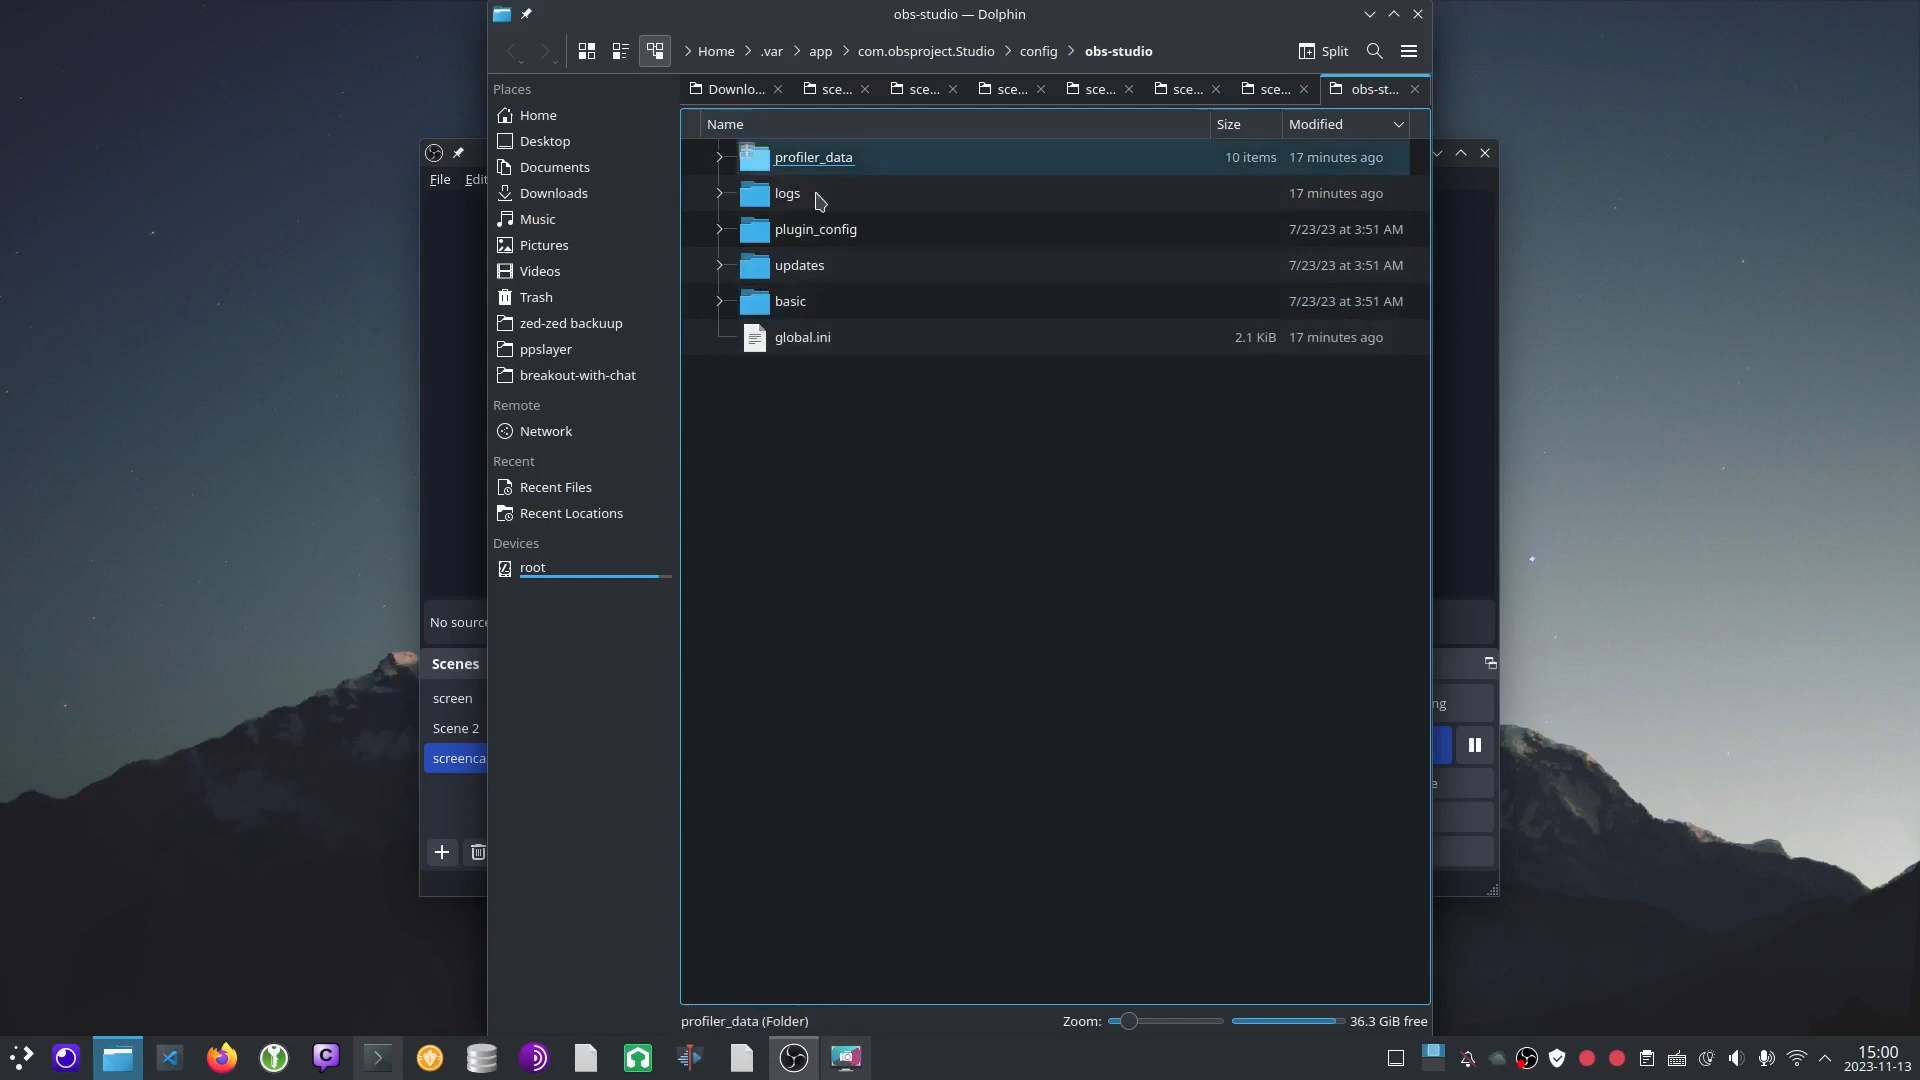 obs-studio — Dolphin
Home
.var
app
com.obsproject.Studio
config
obs-studio
Split
Places
Home
Desktop
Documents
Downloads
Music
Pictures
Videos
Trash
zed-zed backuup
ppslayer
breakout-with-chat
Remote
Network
Recent
Recent Files
Recent Locations
Devices
root
Downlo...
sce...
sce...
sce...
sce...
sce...
sce...
obs-st...
Name Size Modified
profiler_data 10 items 17 minutes ago
logs 17 minutes ago
plugin_config 7/23/23 at 3:51 AM
updates 7/23/23 at 3:51 AM
basic 7/23/23 at 3:51 AM
global.ini 2.1 KiB 17 minutes ago
profiler_data (Folder)
Zoom:
36.3 GiB free
File Edit
No source
Scenes
screen
Scene 2
screenca
ng
e
15:00
2023-11-13